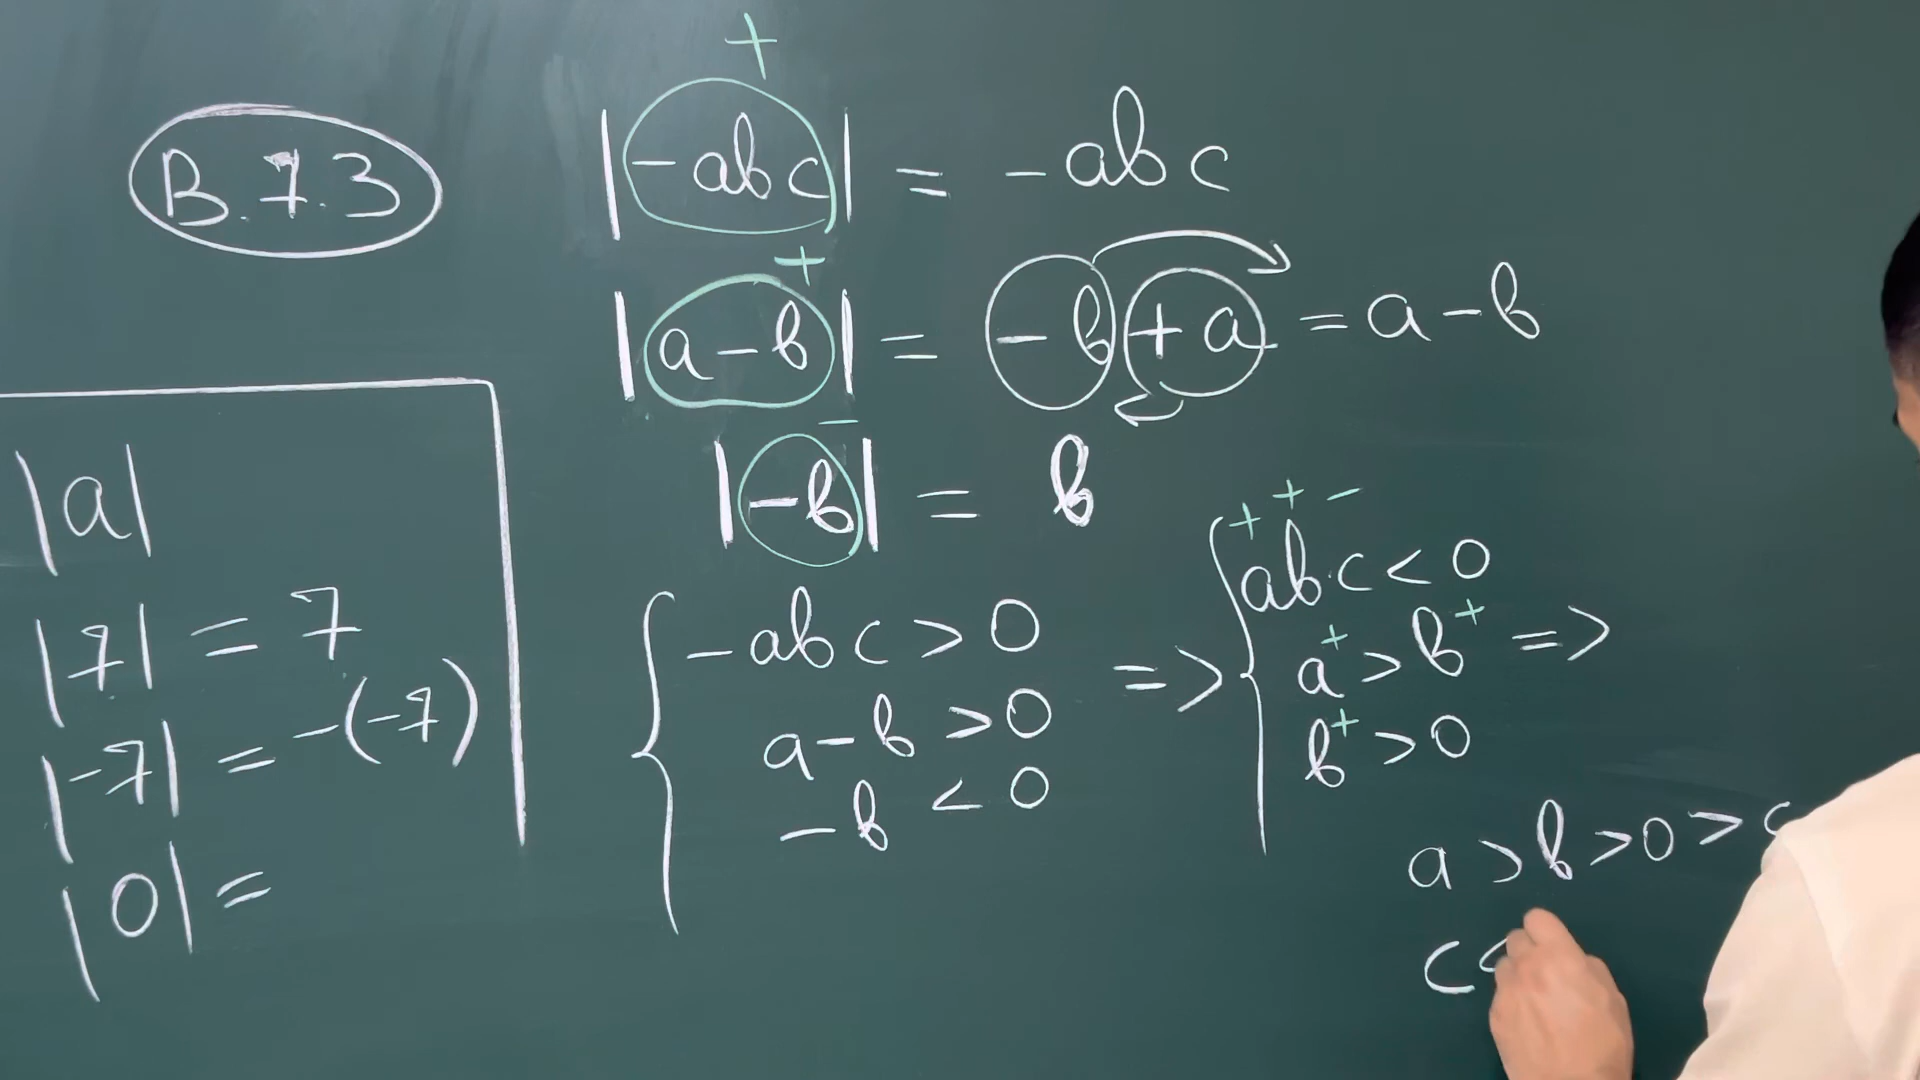 B.7.3
+
|-abc| = -abc
+
|a-b| = -b+a = a-b
-
|-b| = b
|a|
|7| = 7
|-7| = -(-7)
|0| =
-abc > 0
a-b > 0
-b < 0
=>
+ + -
abc < 0
+ +
a > b =>
+
b > 0
a > b > 0 > c
c <